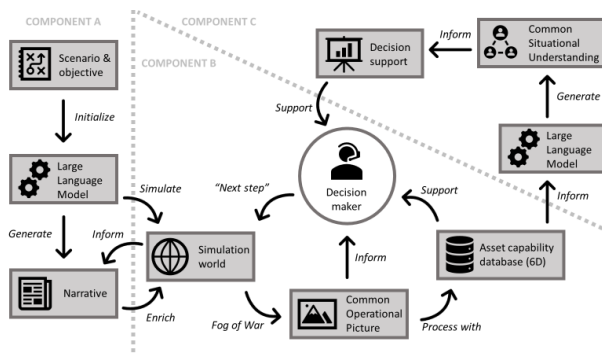 COMPONENT A
COMPONENT C
COMPONENT B
Scenario &
objective
Initialize
Large
Language
Model
Generate
Narrative
Simulate
Inform
Enrich
Simulation
world
"Next step"
Fog of War
Decision
support
Support
Decision
maker
Inform
Common
Operational
Picture
Process with
Support
Asset capability
database (6D)
Inform
Large
Language
Model
Generate
Common
Situational
Understanding
Inform